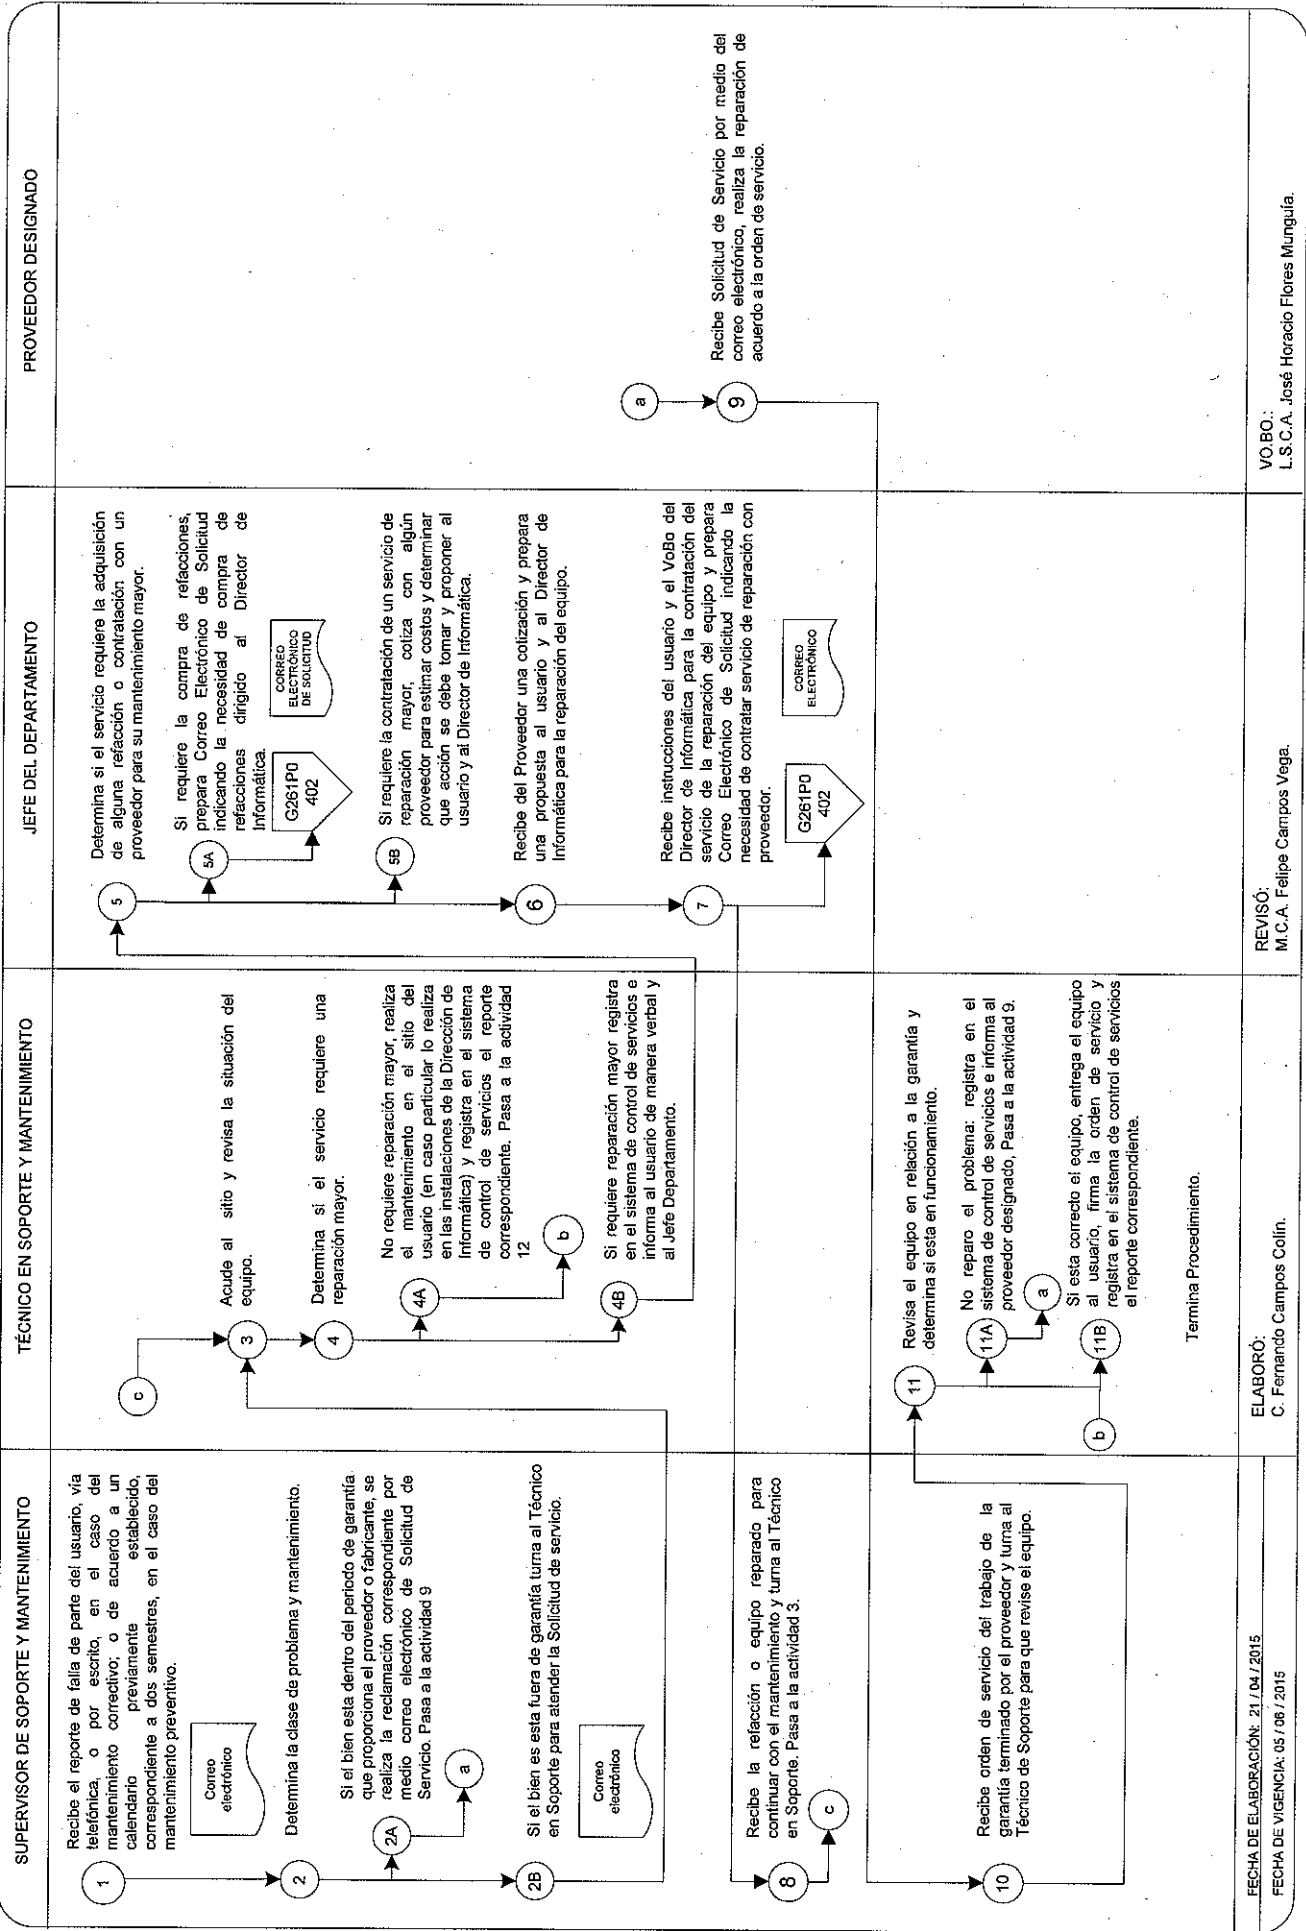 SUPERVISOR DE SOPORTE Y MANTENIMIENTO
1
Recibe el reporte de falla de parte del usuario, vía
telefónica, o por escrito, en el caso del
mantenimiento correctivo; o de acuerdo a un
calendario previamente establecido,
correspondiente a dos semestres, en el caso del
mantenimiento preventivo.
Correo
electrónico
2
Determina la clase de problema y mantenimiento.
2A
Si el bien esta dentro del periodo de garantía
que proporciona el proveedor o fabricante, se
realiza la reclamación correspondiente por
medio correo electrónico de Solicitud de
Servicio. Pasa a la actividad 9
a
2B
Si el bien es esta fuera de garantía turna al Técnico
en Soporte para atender la Solicitud de servicio.
Correo
electrónico
8
Recibe la refacción o equipo reparado para
continuar con el mantenimiento y turna al Técnico
en Soporte. Pasa a la actividad 3.
c
10
Recibe orden de servicio del trabajo de la
garantía terminado por el proveedor y turna al
Técnico de Soporte para que revise el equipo.
TÉCNICO EN SOPORTE Y MANTENIMIENTO
c
3
Acude al sitio y revisa la situación del
equipo.
4
Determina si el servicio requiere una
reparación mayor.
4A
No requiere reparación mayor, realiza
el mantenimiento en el sitio del
usuario (en caso particular lo realiza
en las instalaciones de la Dirección de
Informática) y registra en el sistema
de control de servicios el reporte
correspondiente. Pasa a la actividad
12
b
4B
Si requiere reparación mayor registra
en el sistema de control de servicios e
informa al usuario de manera verbal y
al Jefe Departamento.
11
Revisa el equipo en relación a la garantía y
determina si este en funcionamiento.
11A
No reparo el problema: registra en el
sistema de control de servicios e informa al
proveedor designado, Pasa a la actividad 9.
a
11B
Si esta correcto el equipo, entrega el equipo
al usuario, firma la orden de servicio y
registra en el sistema de control de servicios
el reporte correspondiente.
b
Termina Procedimiento.
JEFE DEL DEPARTAMENTO
5
Determina si el servicio requiere la adquisición
de alguna refacción o contratación con un
proveedor para su mantenimiento mayor.
5A
Si requiere la compra de refacciones,
prepara Correo Electrónico de Solicitud
indicando la necesidad de compra de
refacciones dirigido al Director de
Informática.
G261P0
402
CORREO
ELECTRÓNICO
DE SOLICITUD
5B
Si requiere la contratación de un servicio de
reparación mayor, cotiza con algún
proveedor para estimar costos y determinar
que acción se debe tomar y proponer al
usuario y al Director de Informática.
6
Recibe del Proveedor una cotización y prepara
una propuesta al usuario y al Director de
Informática para la reparación del equipo.
7
Recibe instrucciones del usuario y el VoBo del
Director de Informática para la contratación del
servicio de la reparación del equipo y prepara
Correo Electrónico de Solicitud indicando la
necesidad de contratar servicio de reparación con
proveedor.
G261P0
402
CORREO
ELECTRÓNICO
PROVEEDOR DESIGNADO
a
9
Recibe Solicitud de Servicio por medio del
correo electrónico, realiza la reparación de
acuerdo a la orden de servicio.
FECHA DE ELABORACIÓN: 21 / 04 / 2015
FECHA DE VIGENCIA: 05 / 06 / 2015
ELABORÓ:
C. Fernando Campos Colín.
REVISÓ:
M.C.A. Felipe Campos Vega.
VO.BO.:
L.S.C.A. José Horacio Flores Munguía.